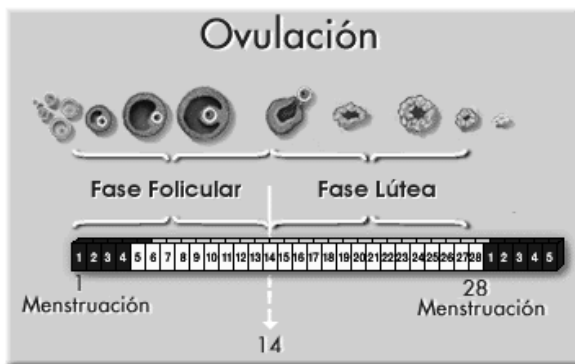 Ovulación
Fase Folicular
Fase Lútea
1 2 3 4 5 6 7 8 9 10 11 12 13 14 15 16 17 18 19 20 21 22 23 24 25 26 27 28 1 2 3 4 5
1
Menstruación
28
Menstruación
14